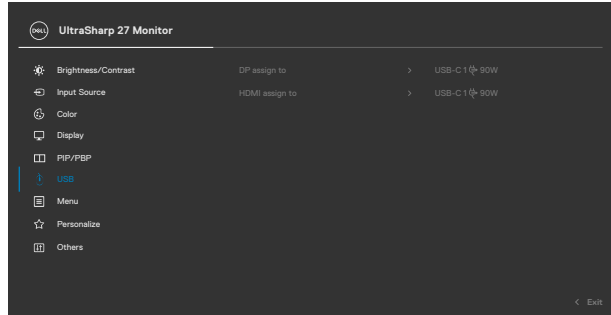 DELL UltraSharp 27 Monitor
Brightness/Contrast DP assign to > USB-C 1 90W
Input Source HDMI assign to > USB-C 1 90W
Color
Display
PIP/PBP
USB
Menu
Personalize
Others
< Exit